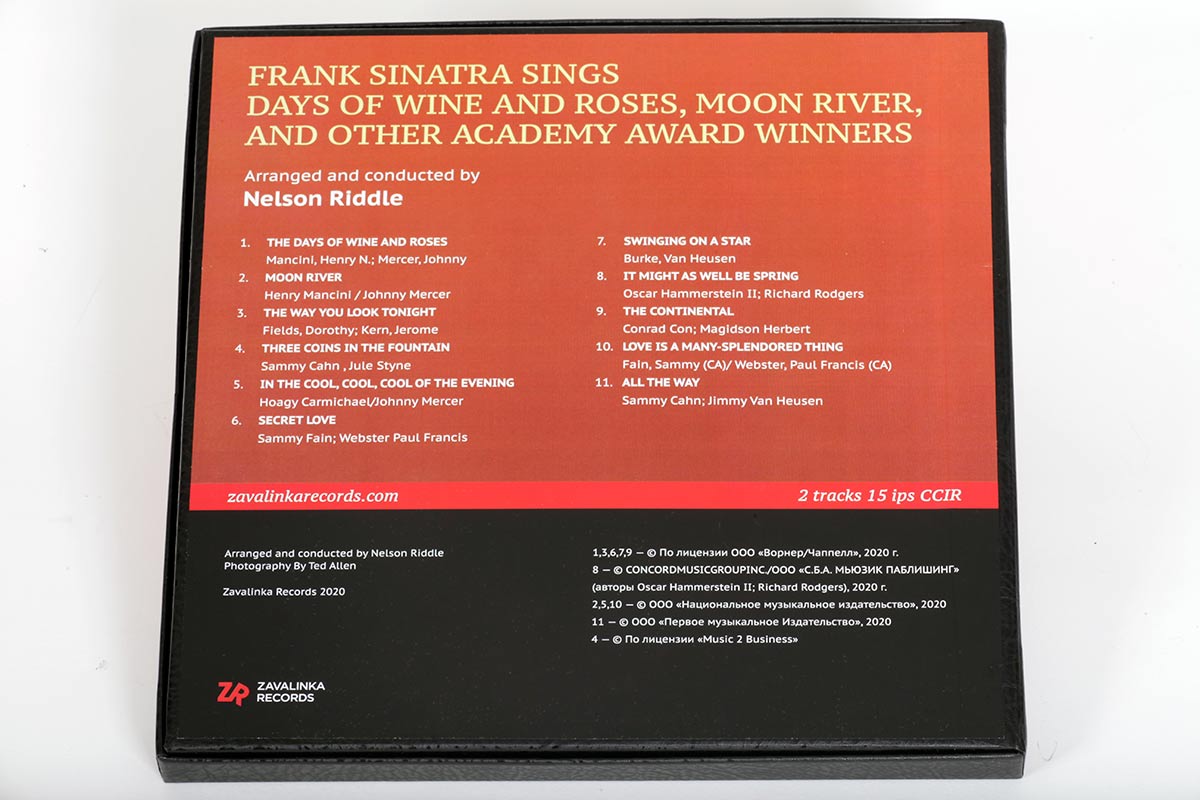 FRANK SINATRA SINGS
DAYS OF WINE AND ROSES, MOON RIVER,
AND OTHER ACADEMY AWARD WINNERS
Arranged and conducted by
Nelson Riddle
1. THE DAYS OF WINE AND ROSES
Mancini, Henry N.; Mercer, Johnny
2. MOON RIVER
Henry Mancini / Johnny Mercer
3. THE WAY YOU LOOK TONIGHT
Fields, Dorothy; Kern, Jerome
4. THREE COINS IN THE FOUNTAIN
Sammy Cahn , Jule Styne
5. IN THE COOL, COOL, COOL OF THE EVENING
Hoagy Carmichael/Johnny Mercer
6. SECRET LOVE
Sammy Fain; Webster Paul Francis
7. SWINGING ON A STAR
Burke, Van Heusen
8. IT MIGHT AS WELL BE SPRING
Oscar Hammerstein II; Richard Rodgers
9. THE CONTINENTAL
Conrad Con; Magidson Herbert
10. LOVE IS A MANY-SPLENDORED THING
Fain, Sammy (CA)/ Webster, Paul Francis (CA)
11. ALL THE WAY
Sammy Cahn; Jimmy Van Heusen
zavalinkarecords.com
2 tracks 15 ips CCIR
Arranged and conducted by Nelson Riddle
Photography By Ted Allen
Zavalinka Records 2020
1,3,6,7,9 — © По лицензии ООО «Ворнер/Чаппелл», 2020 г.
8 — © CONCORDMUSICGROUPINC./ООО «С.Б.А. МЬЮЗИК ПАБЛИШИНГ»
(авторы Oscar Hammerstein II; Richard Rodgers), 2020 г.
2,5,10 — © ООО «Национальное музыкальное издательство», 2020
11 — © ООО «Первое музыкальное Издательство», 2020
4 — © По лицензии «Music 2 Business»
ZR ZAVALINKA
RECORDS